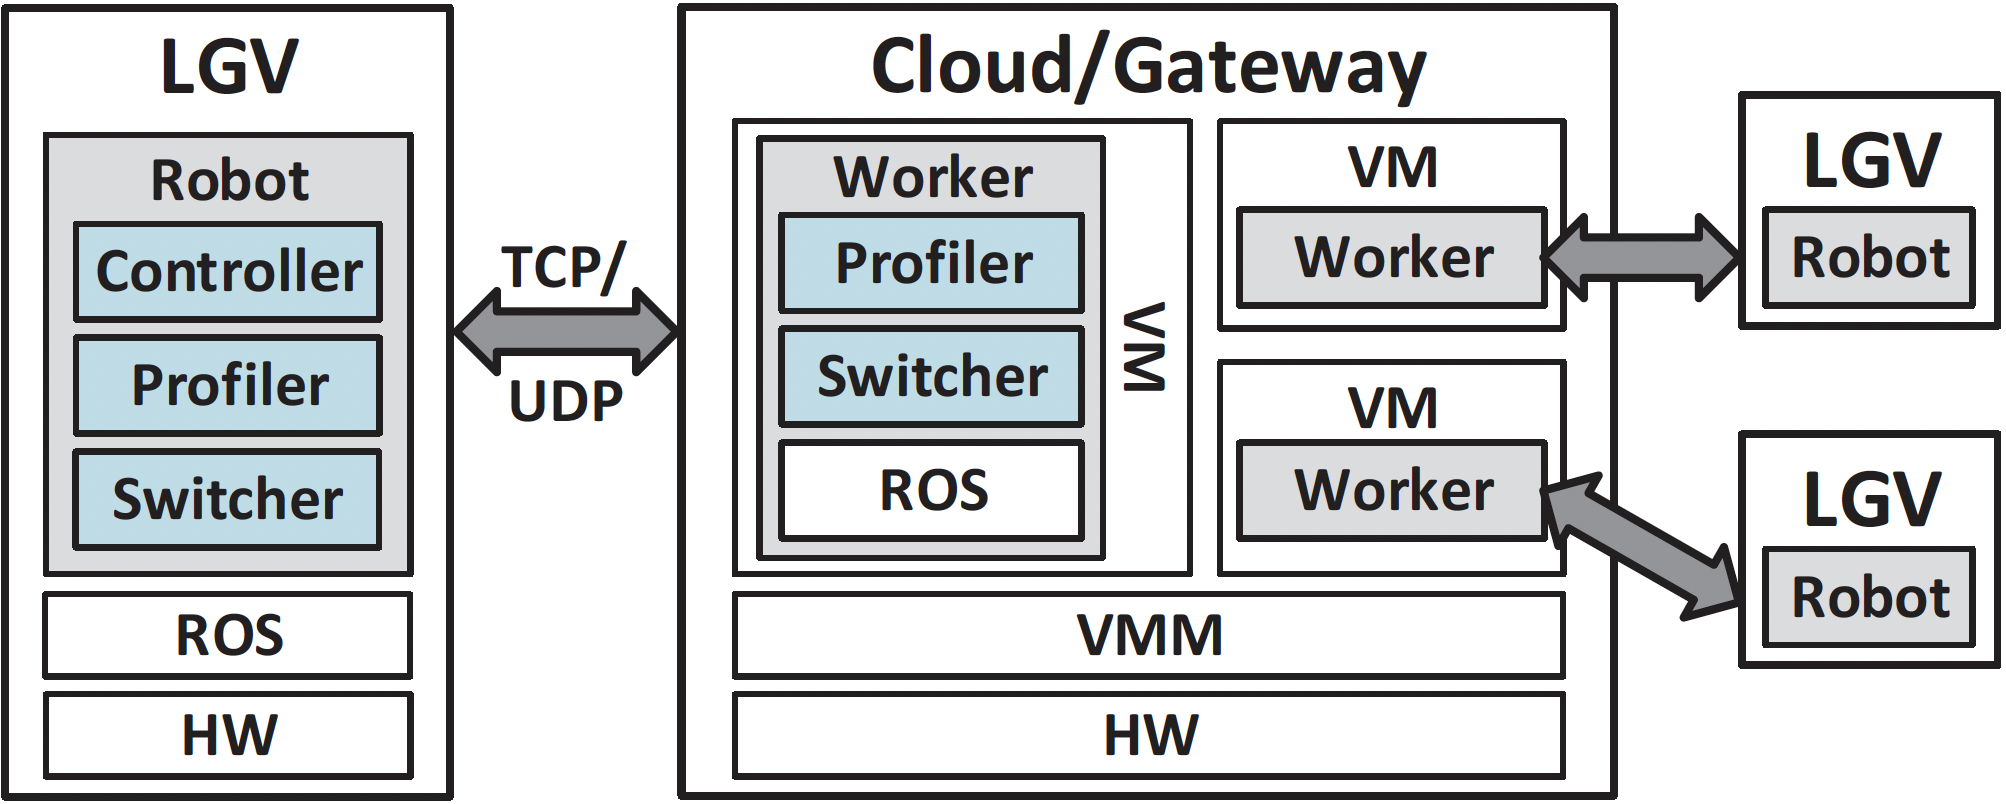 LGV
Robot
Controller
Profiler
Switcher
ROS
HW
TCP/
UDP
Cloud/Gateway
Worker
Profiler
Switcher
ROS
VM
VM
Worker
VM
Worker
VMM
HW
LGV
Robot
LGV
Robot